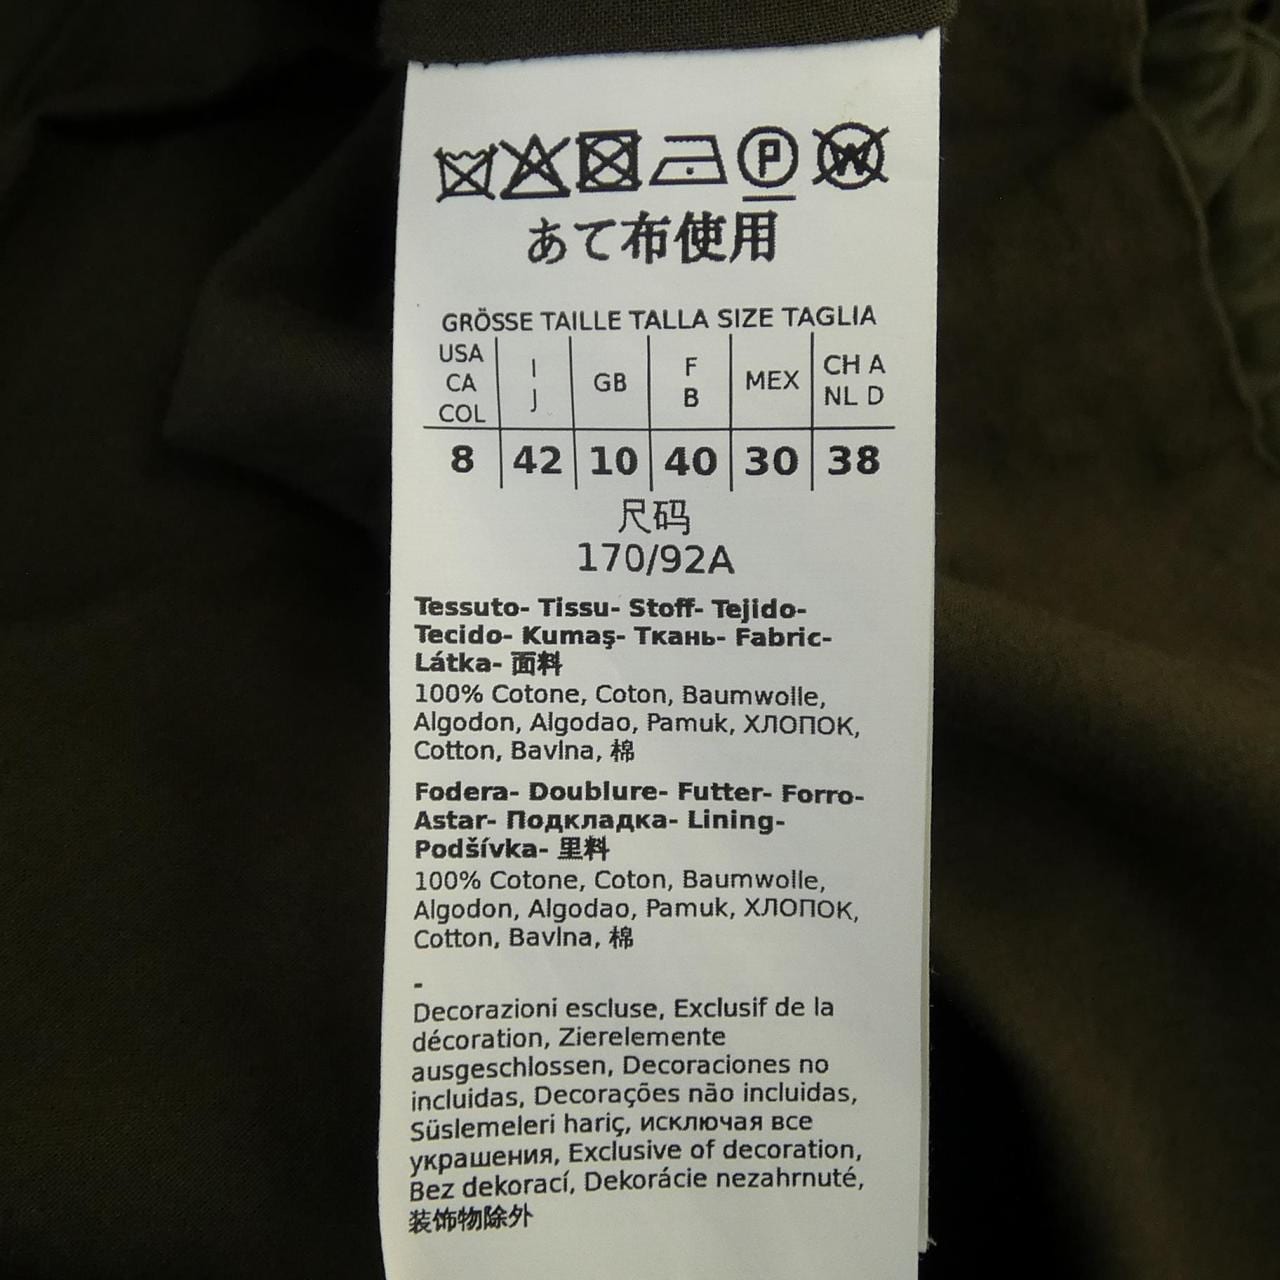 P W
あて布使用
GRÖSSE TAILLE TALLA SIZE TAGLIA
USA CA COL | I J | GB | F B | MEX | CH A NL D
8 | 42 | 10 | 40 | 30 | 38
尺码
170/92A
Tessuto- Tissu- Stoff- Tejido-
Tecido- Kumaş- Ткань- Fabric-
Látka- 面料
100% Cotone, Coton, Baumwolle,
Algodon, Algodao, Pamuk, ХЛОПОК,
Cotton, Bavlna, 棉
Fodera- Doublure- Futter- Forro-
Astar- Подкладка- Lining-
Podšívka- 里料
100% Cotone, Coton, Baumwolle,
Algodon, Algodao, Pamuk, ХЛОПОК,
Cotton, Bavlna, 棉
-
Decorazioni escluse, Exclusif de la
décoration, Zierelemente
ausgeschlossen, Decoraciones no
incluidas, Decorações não incluidas,
Süslemeleri hariç, исключая все
украшения, Exclusive of decoration,
Bez dekorací, Dekorácie nezahrnuté,
装饰物除外